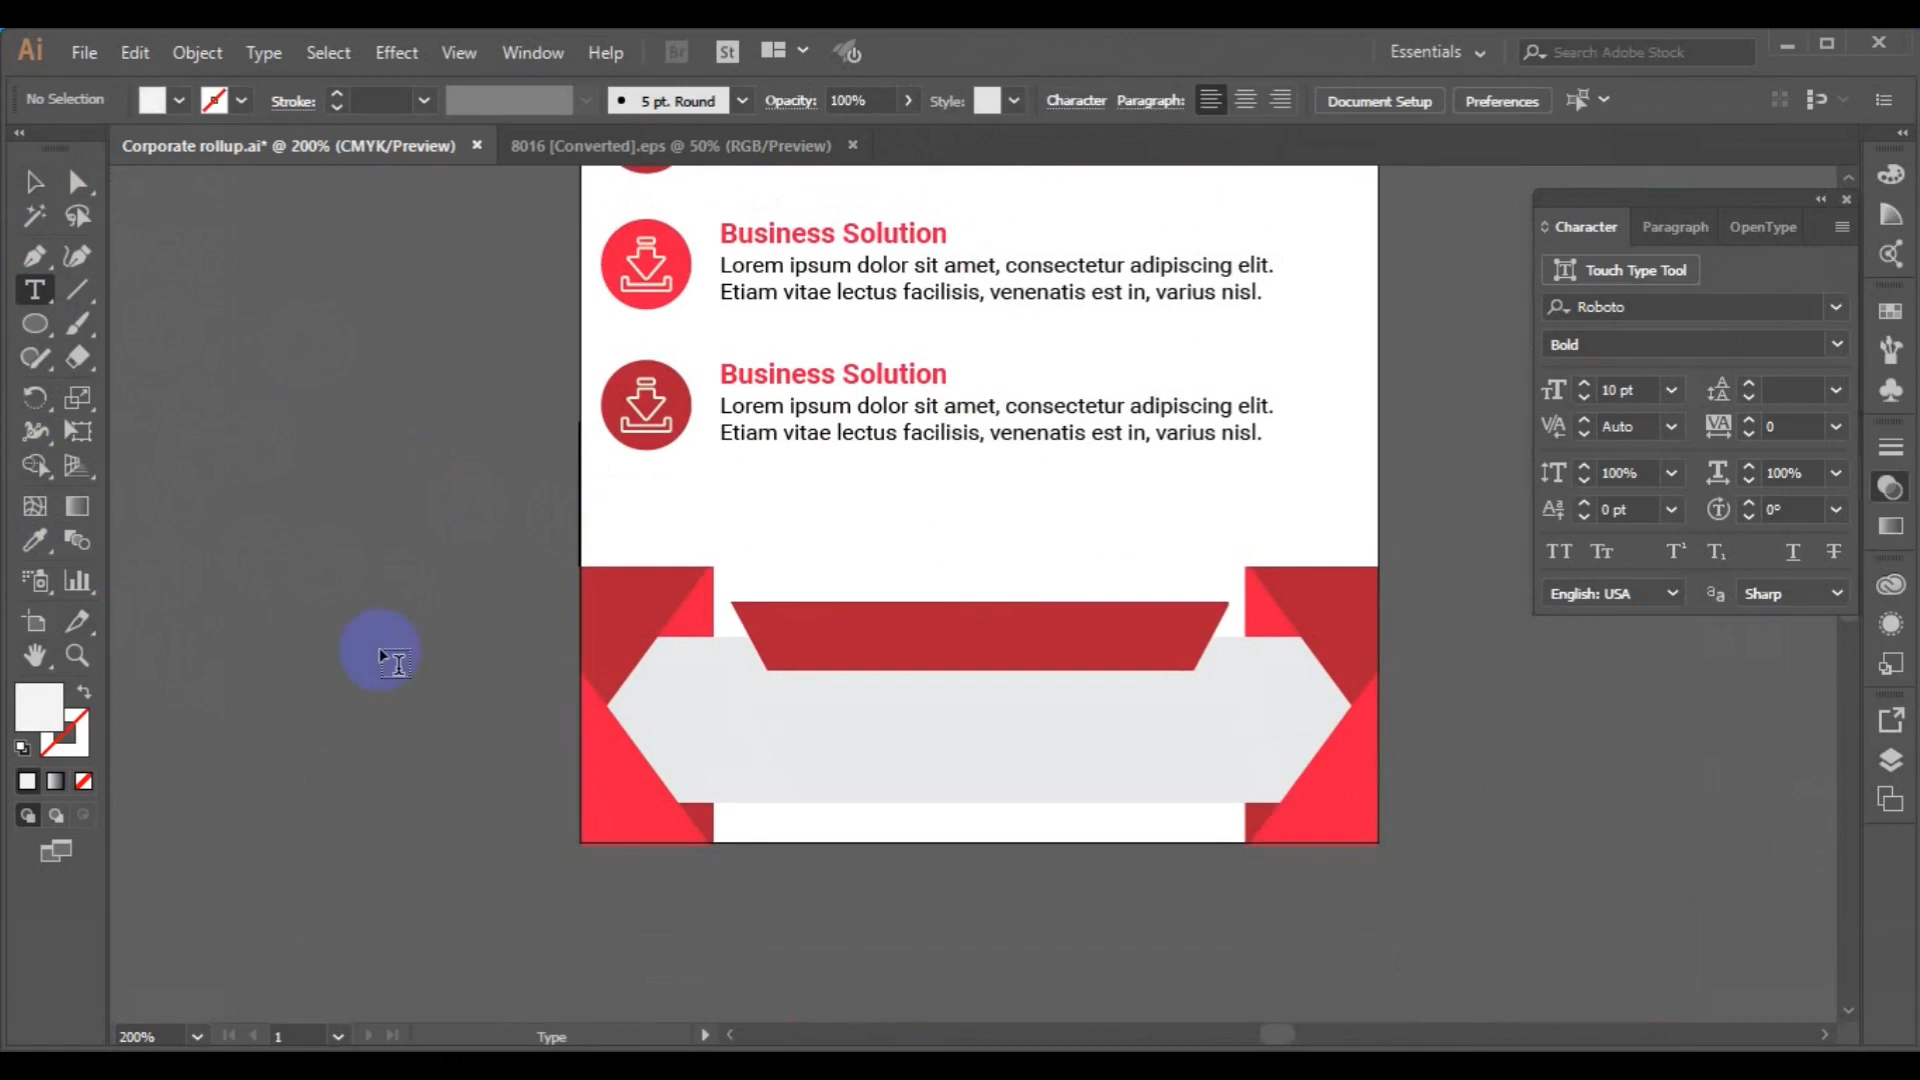 Ai File Edit Object Type Select Effect View Window Help Br St Essentials Search Adobe Stock
No Selection Stroke: 5 pt. Round Opacity: 100% Style: Character Paragraph: Document Setup Preferences
Corporate rollup.ai* @ 200% (CMYK/Preview) 8016 [Converted].eps @ 50% (RGB/Preview)
Business Solution
Lorem ipsum dolor sit amet, consectetur adipiscing elit.
Etiam vitae lectus facilisis, venenatis est in, varius nisl.
Business Solution
Lorem ipsum dolor sit amet, consectetur adipiscing elit.
Etiam vitae lectus facilisis, venenatis est in, varius nisl.
Character Paragraph OpenType
Touch Type Tool
Roboto
Bold
10 pt
Auto 0
100% 100%
0 pt 0°
English: USA Sharp
200% 1 Type